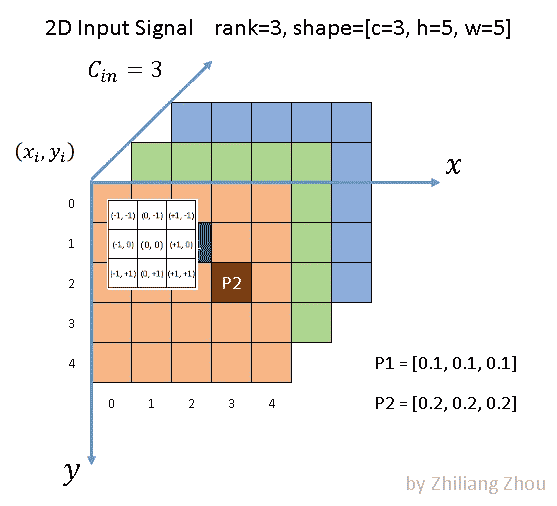 2D Input Signal rank=3, shape=[c=3, h=5, w=5]
C_in = 3
(x_i, y_i)
x
0
(-1, -1) (0, -1) (+1, -1)
1
(-1, 0) (0, 0) (+1, 0)
(-1, +1) (0, +1) (+1, +1)
2
P2
3
4
P1 = [0.1, 0.1, 0.1]
0 1 2 3 4
P2 = [0.2, 0.2, 0.2]
y
by Zhiliang Zhou